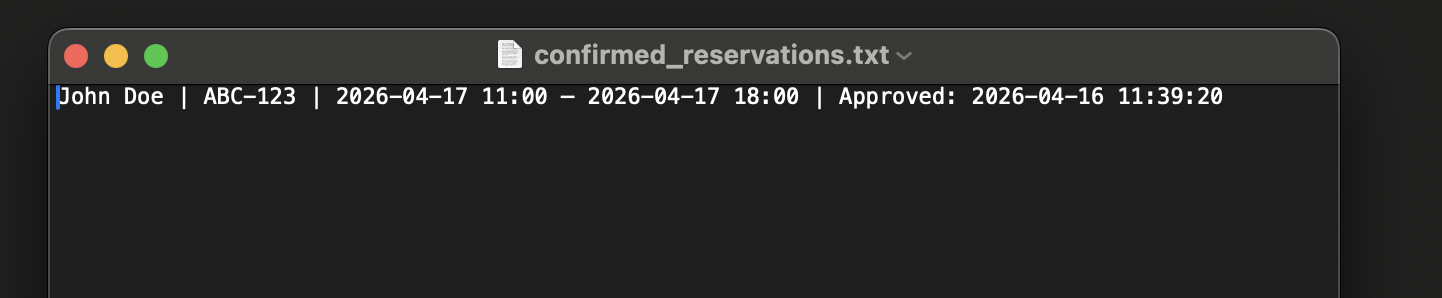 confirmed_reservations.txt
John Doe | ABC-123 | 2026-04-17 11:00 – 2026-04-17 18:00 | Approved: 2026-04-16 11:39:20